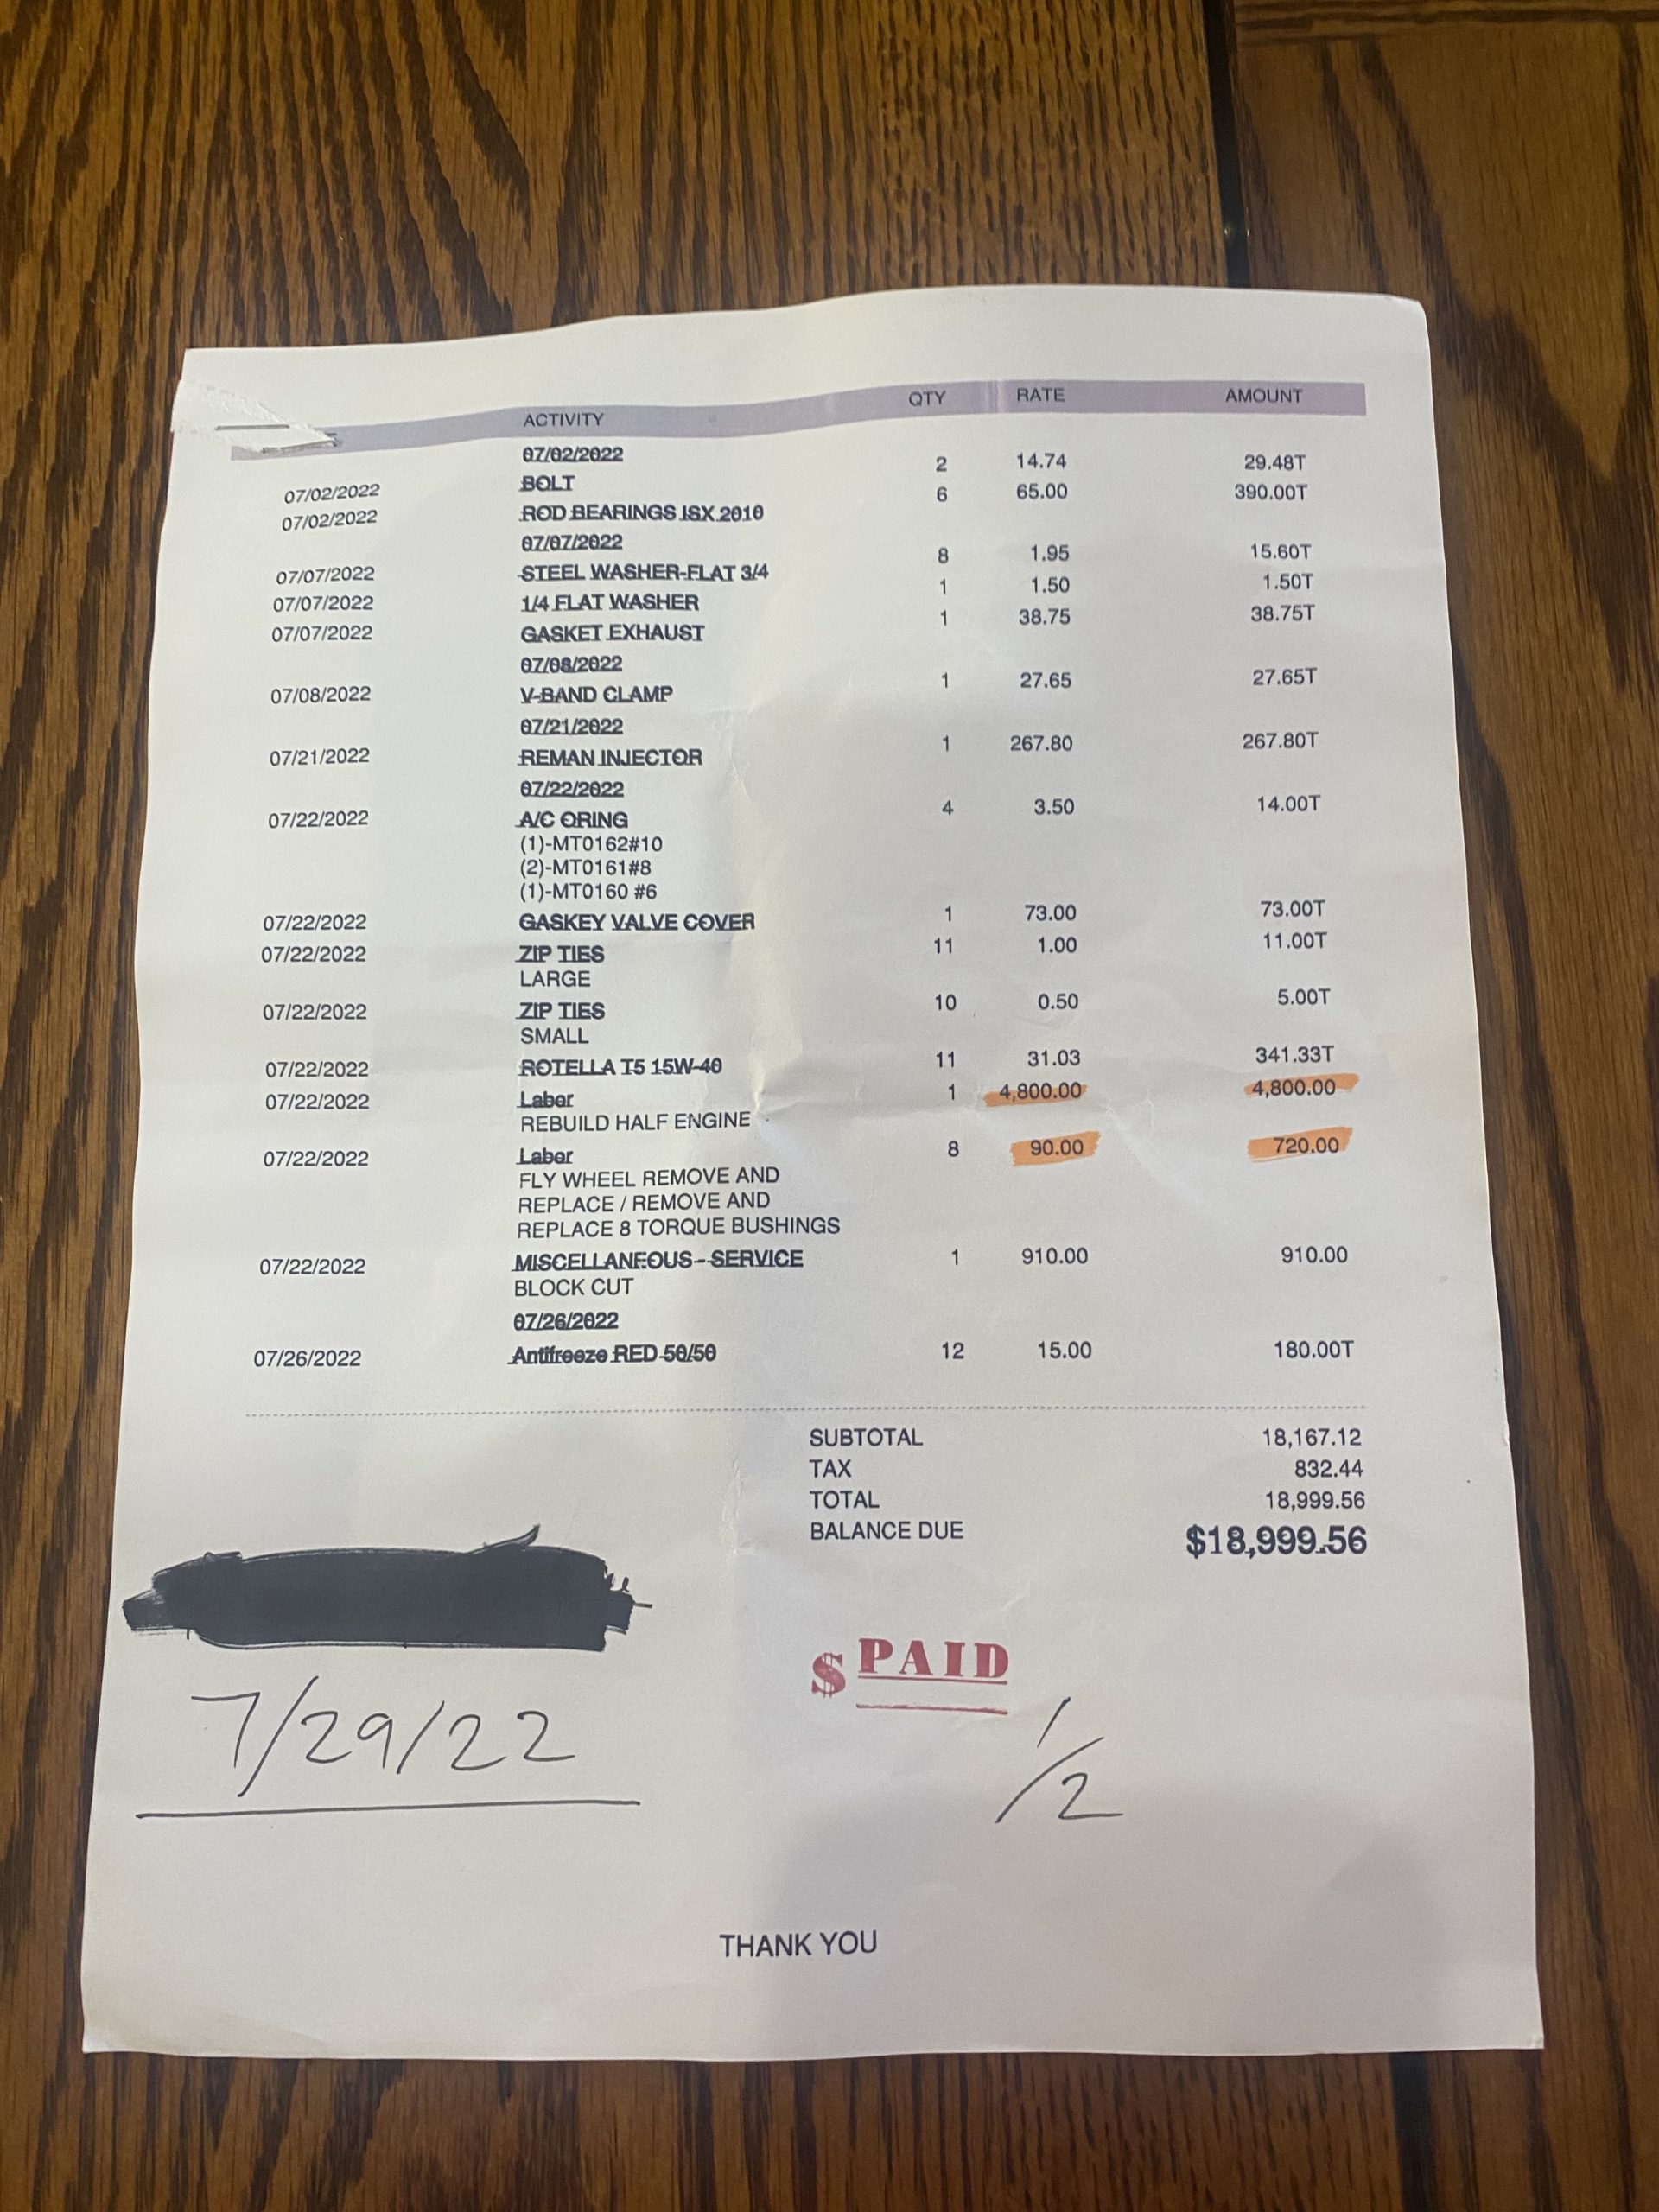 ACTIVITY QTY RATE AMOUNT
07/02/2022
07/02/2022 BOLT 2 14.74 29.48T
07/02/2022 ROD BEARINGS ISX 2010 6 65.00 390.00T
07/07/2022
07/07/2022 STEEL WASHER-FLAT 3/4 8 1.95 15.60T
07/07/2022 1/4 FLAT WASHER 1 1.50 1.50T
07/07/2022 GASKET EXHAUST 1 38.75 38.75T
07/08/2022
07/08/2022 V-BAND CLAMP 1 27.65 27.65T
07/21/2022
07/21/2022 REMAN INJECTOR 1 267.80 267.80T
07/22/2022
07/22/2022 A/C ORING 4 3.50 14.00T
(1)-MT0162#10
(2)-MT0161#8
(1)-MT0160 #6
07/22/2022 GASKEY VALVE COVER 1 73.00 73.00T
07/22/2022 ZIP TIES 11 1.00 11.00T
LARGE
07/22/2022 ZIP TIES 10 0.50 5.00T
SMALL
07/22/2022 ROTELLA T5 15W-40 11 31.03 341.33T
07/22/2022 Labor 1 4,800.00 4,800.00
REBUILD HALF ENGINE
07/22/2022 Labor 8 90.00 720.00
FLY WHEEL REMOVE AND
REPLACE / REMOVE AND
REPLACE 8 TORQUE BUSHINGS
07/22/2022 MISCELLANEOUS - SERVICE 1 910.00 910.00
BLOCK CUT
07/26/2022
07/26/2022 Antifreeze RED 50/50 12 15.00 180.00T
SUBTOTAL 18,167.12
TAX 832.44
TOTAL 18,999.56
BALANCE DUE $18,999.56
$ PAID
1/2
7/29/22
THANK YOU